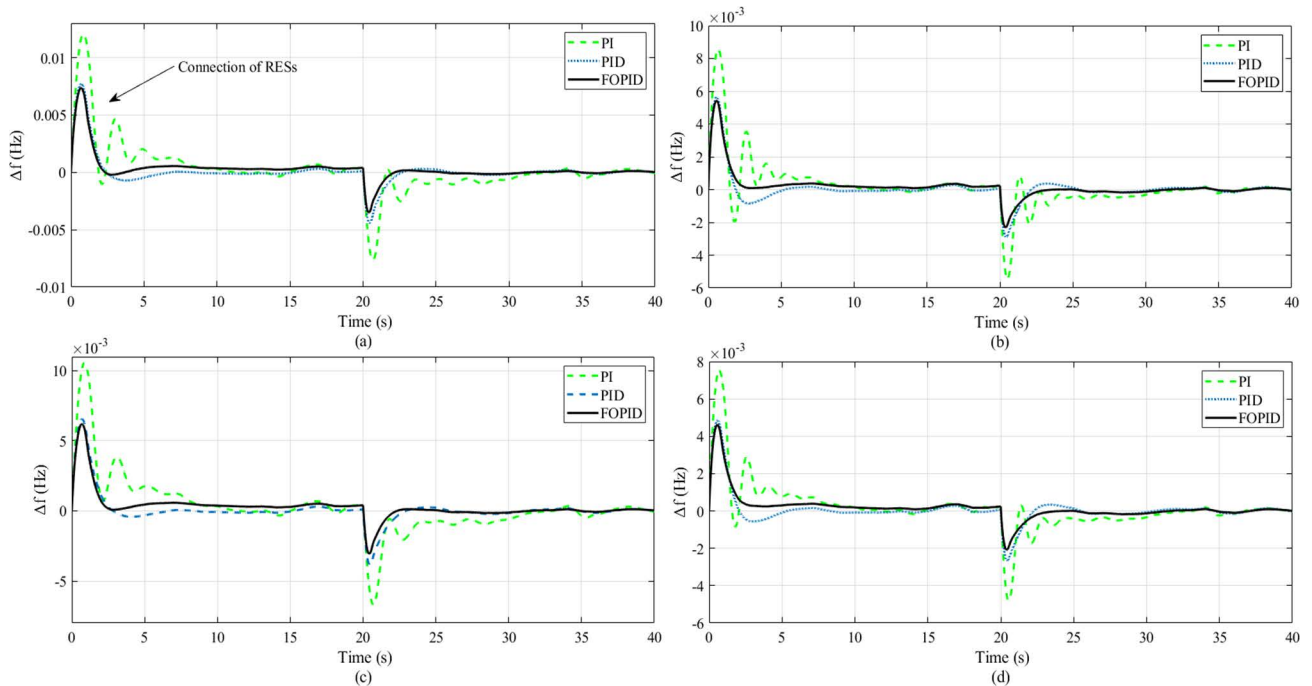 0.01
0.005
0
-0.005
-0.01
Δf (Hz)
Connection of RESs
PI
PID
FOPID
0 5 10 15 20 25 30 35 40
Time (s)
(a)
×10⁻³
10
8
6
4
2
0
-2
-4
-6
Δf (Hz)
PI
PID
FOPID
0 5 10 15 20 25 30 35 40
Time (s)
(b)
×10⁻³
10
5
0
-5
Δf (Hz)
PI
PID
FOPID
0 5 10 15 20 25 30 35 40
Time (s)
(c)
×10⁻³
8
6
4
2
0
-2
-4
-6
Δf (Hz)
PI
PID
FOPID
0 5 10 15 20 25 30 35 40
Time (s)
(d)